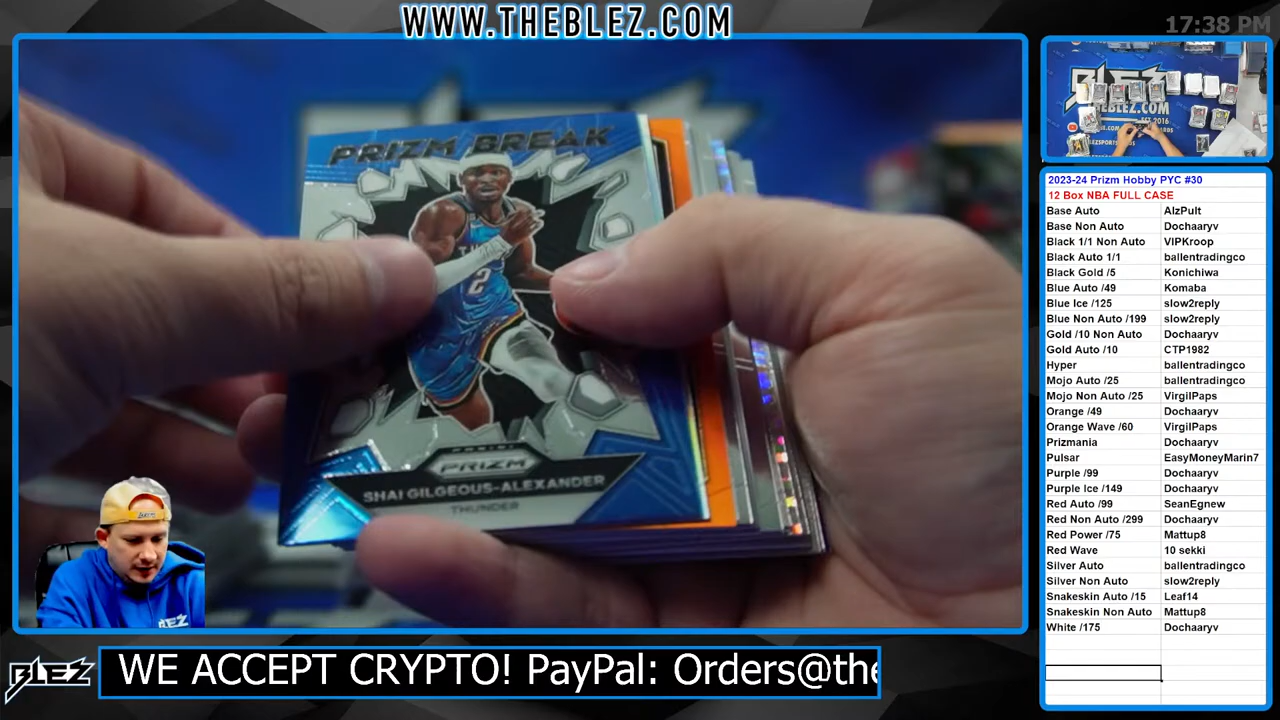 WWW.THEBLEZ.COM
17:38 PM
PRIZM BREAK
2
PRIZM
SHAI GILGEOUS-ALEXANDER
THUNDER
BLEZ
THEBLEZ.COM
2023-24 Prizm Hobby PYC #30
12 Box NBA FULL CASE
Base Auto AlzPult
Base Non Auto Dochaaryv
Black 1/1 Non Auto VIPKroop
Black Auto 1/1 ballentradingco
Black Gold /5 Konichiwa
Blue Auto /49 Komaba
Blue Ice /125 slow2reply
Blue Non Auto /199 slow2reply
Gold /10 Non Auto Dochaaryv
Gold Auto /10 CTP1982
Hyper ballentradingco
Mojo Auto /25 ballentradingco
Mojo Non Auto /25 VirgilPaps
Orange /49 Dochaaryv
Orange Wave /60 VirgilPaps
Prizmania Dochaaryv
Pulsar EasyMoneyMarin7
Purple /99 Dochaaryv
Purple Ice /149 Dochaaryv
Red Auto /99 SeanEgnew
Red Non Auto /299 Dochaaryv
Red Power /75 Mattup8
Red Wave 10 sekki
Silver Auto ballentradingco
Silver Non Auto slow2reply
Snakeskin Auto /15 Leaf14
Snakeskin Non Auto Mattup8
White /175 Dochaaryv
BLEZ
WE ACCEPT CRYPTO! PayPal: Orders@the